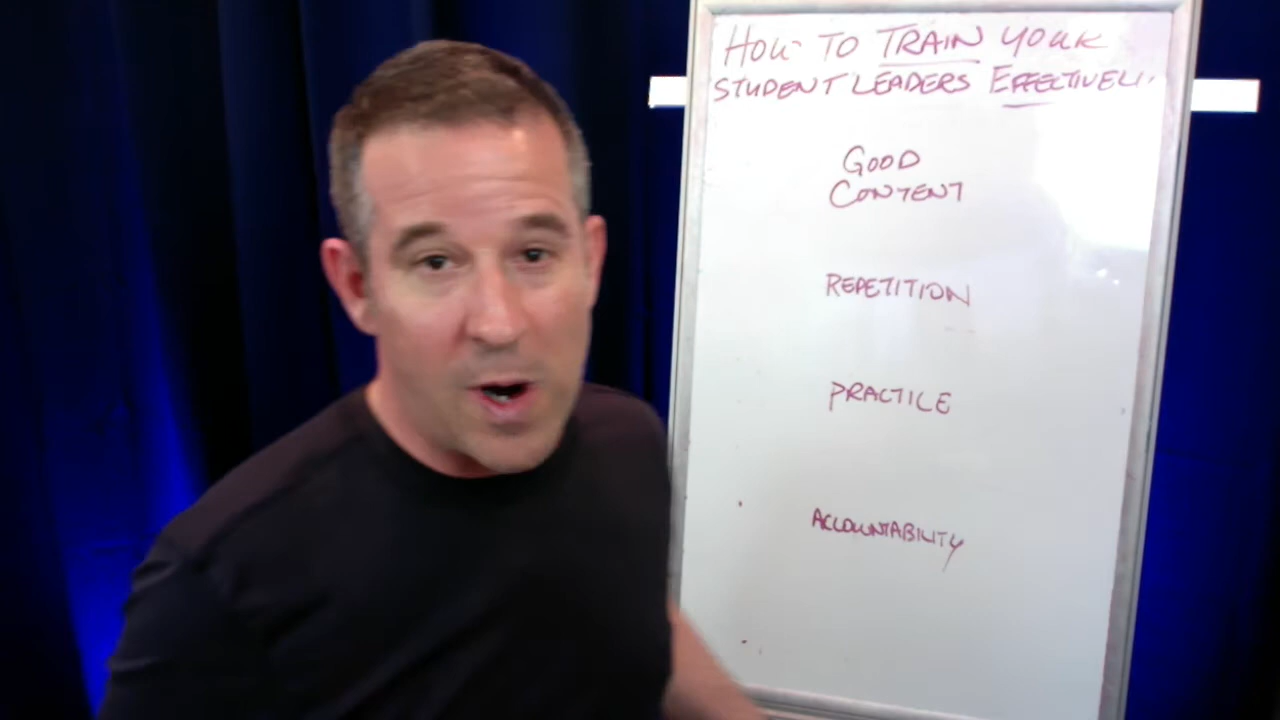 HOW TO TRAIN YOUR
STUDENT LEADERS EFFECTIVELY
GOOD
CONTENT
REPETITION
PRACTICE
ACCOUNTABILITY